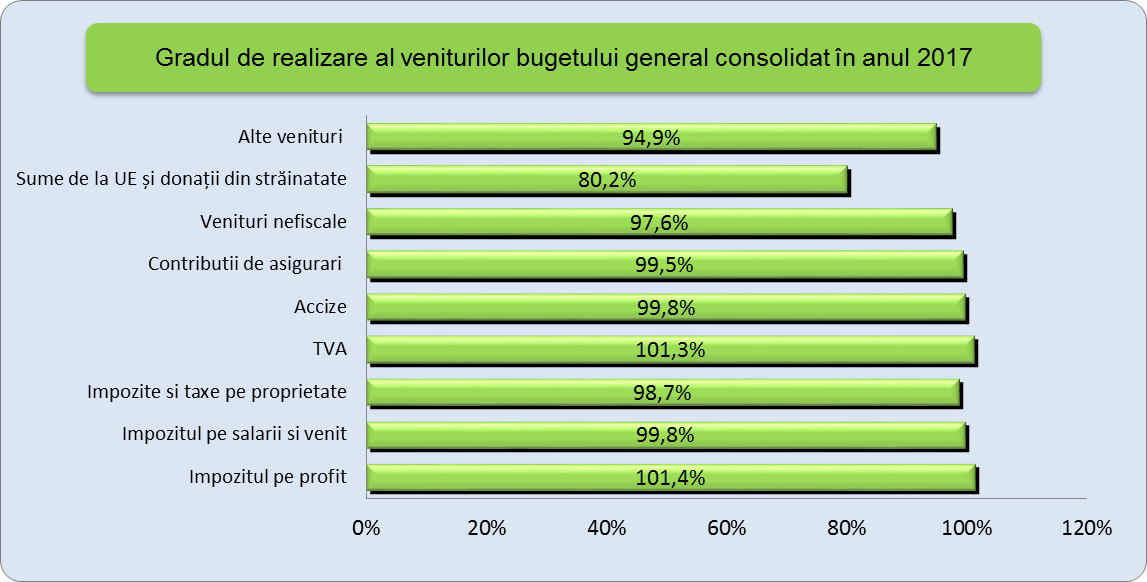 Gradul de realizare al veniturilor bugetului general consolidat în anul 2017
Alte venituri
94,9%
Sume de la UE și donații din străinatate
80,2%
Venituri nefiscale
97,6%
Contributii de asigurari
99,5%
Accize
99,8%
TVA
101,3%
Impozite si taxe pe proprietate
98,7%
Impozitul pe salarii si venit
99,8%
Impozitul pe profit
101,4%
0% 20% 40% 60% 80% 100% 120%